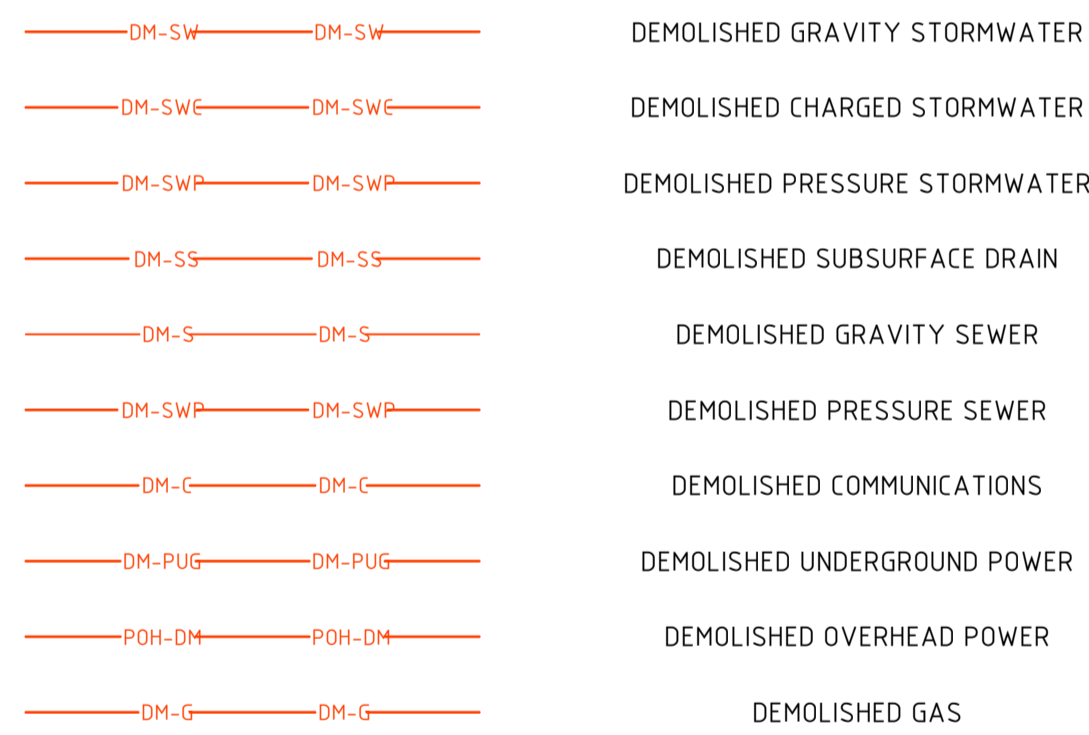 DM-SW DM-SW DEMOLISHED GRAVITY STORMWATER
DM-SWC DM-SWC DEMOLISHED CHARGED STORMWATER
DM-SWP DM-SWP DEMOLISHED PRESSURE STORMWATER
DM-SS DM-SS DEMOLISHED SUBSURFACE DRAIN
DM-S DM-S DEMOLISHED GRAVITY SEWER
DM-SWP DM-SWP DEMOLISHED PRESSURE SEWER
DM-C DM-C DEMOLISHED COMMUNICATIONS
DM-PUG DM-PUG DEMOLISHED UNDERGROUND POWER
POH-DM POH-DM DEMOLISHED OVERHEAD POWER
DM-G DM-G DEMOLISHED GAS